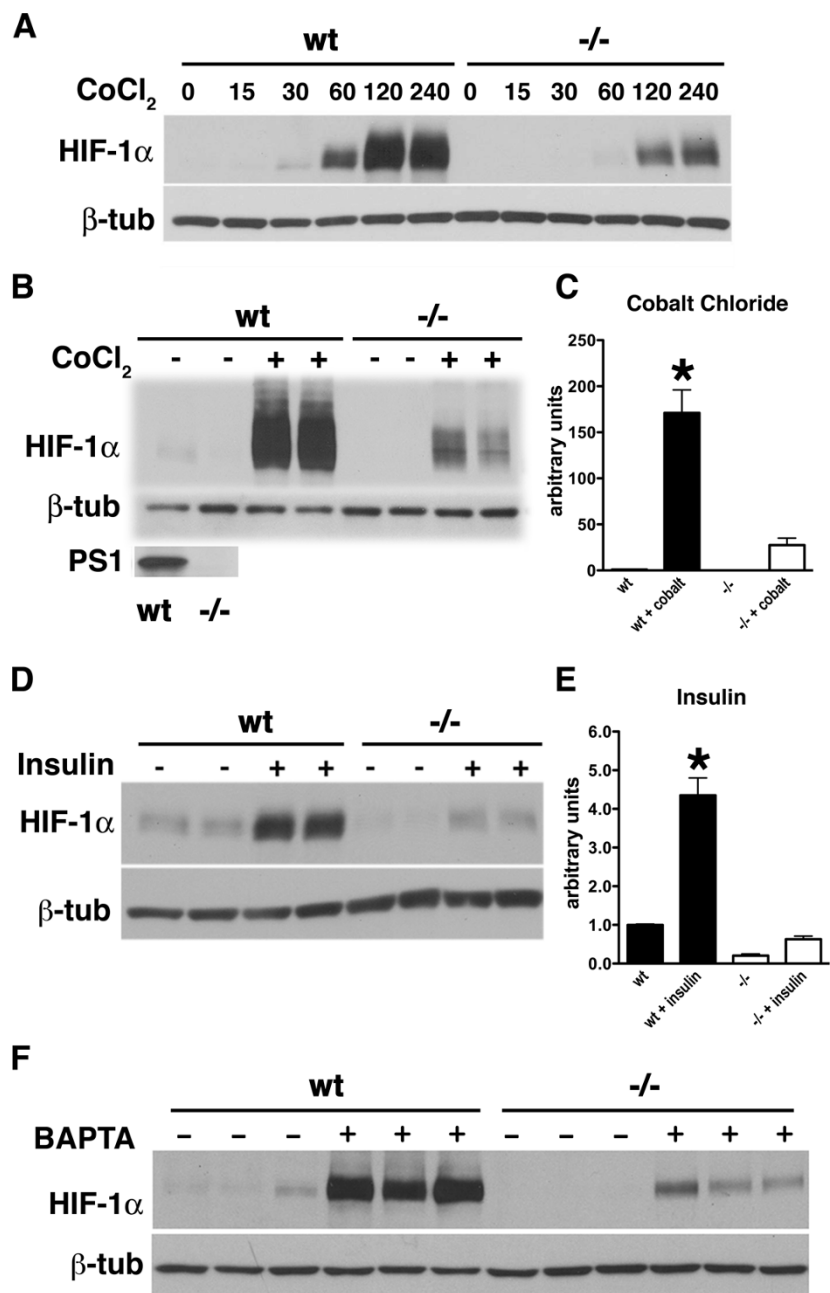 A
wt -/-
CoCl2 0 15 30 60 120 240 0 15 30 60 120 240
HIF-1α
β-tub
B
wt -/-
CoCl2 - - + + - - + +
HIF-1α
β-tub
PS1
wt -/-
C
Cobalt Chloride
250
200
150
100
50
0
arbitrary units
*
wt wt + cobalt -/- -/- + cobalt
D
wt -/-
Insulin - - + + - - + +
HIF-1α
β-tub
E
Insulin
6.0
5.0
4.0
3.0
2.0
1.0
0.0
arbitrary units
*
wt wt + insulin -/- -/- + insulin
F
wt -/-
BAPTA - - - + + + - - - + + +
HIF-1α
β-tub